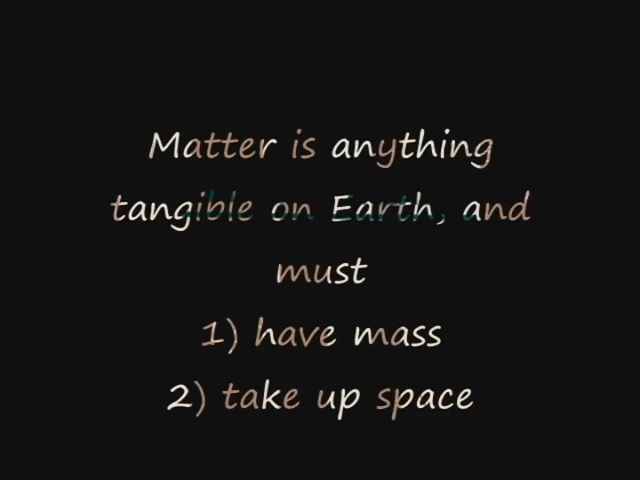 Matter is anything
tangible on Earth, and
must
1) have mass
2) take up space